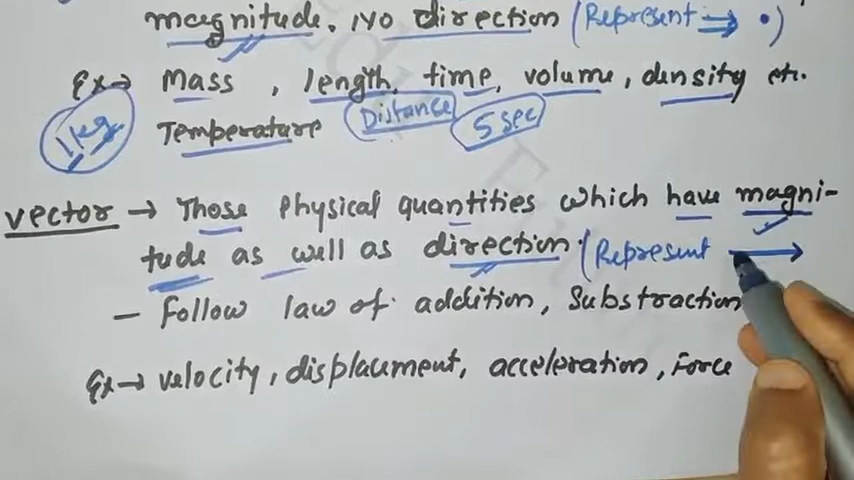 magnitude. No direction (Represent ⇒ •)
Ex→ Mass , length, time, volume, density etc.
1kg Temperature Distance 5 sec
vector → Those Physical quantities which have magni-
tude as well as direction. (Represent →
– Follow law of addition, Substraction
Ex→ velocity, displacment, acceleration, Force